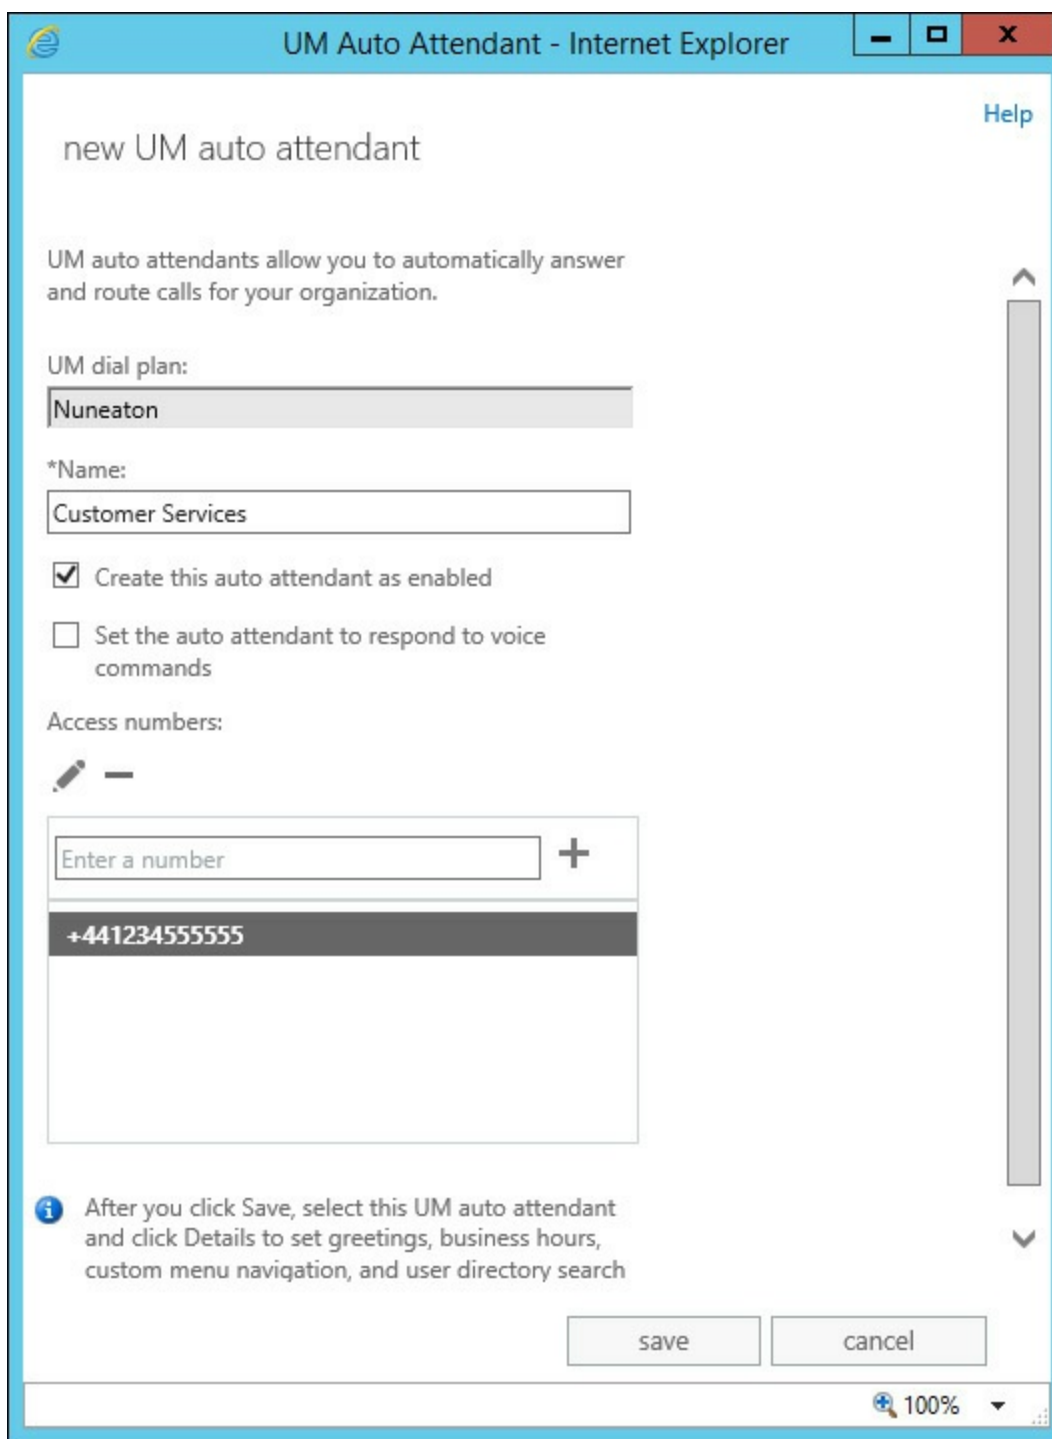 UM Auto Attendant - Internet Explorer
x
Help
new UM auto attendant
UM auto attendants allow you to automatically answer
and route calls for your organization.
UM dial plan:
Nuneaton
*Name:
Customer Services
Create this auto attendant as enabled
Set the auto attendant to respond to voice
commands
Access numbers:
Enter a number
+441234555555
After you click Save, select this UM auto attendant
and click Details to set greetings, business hours,
custom menu navigation, and user directory search
save cancel
100%